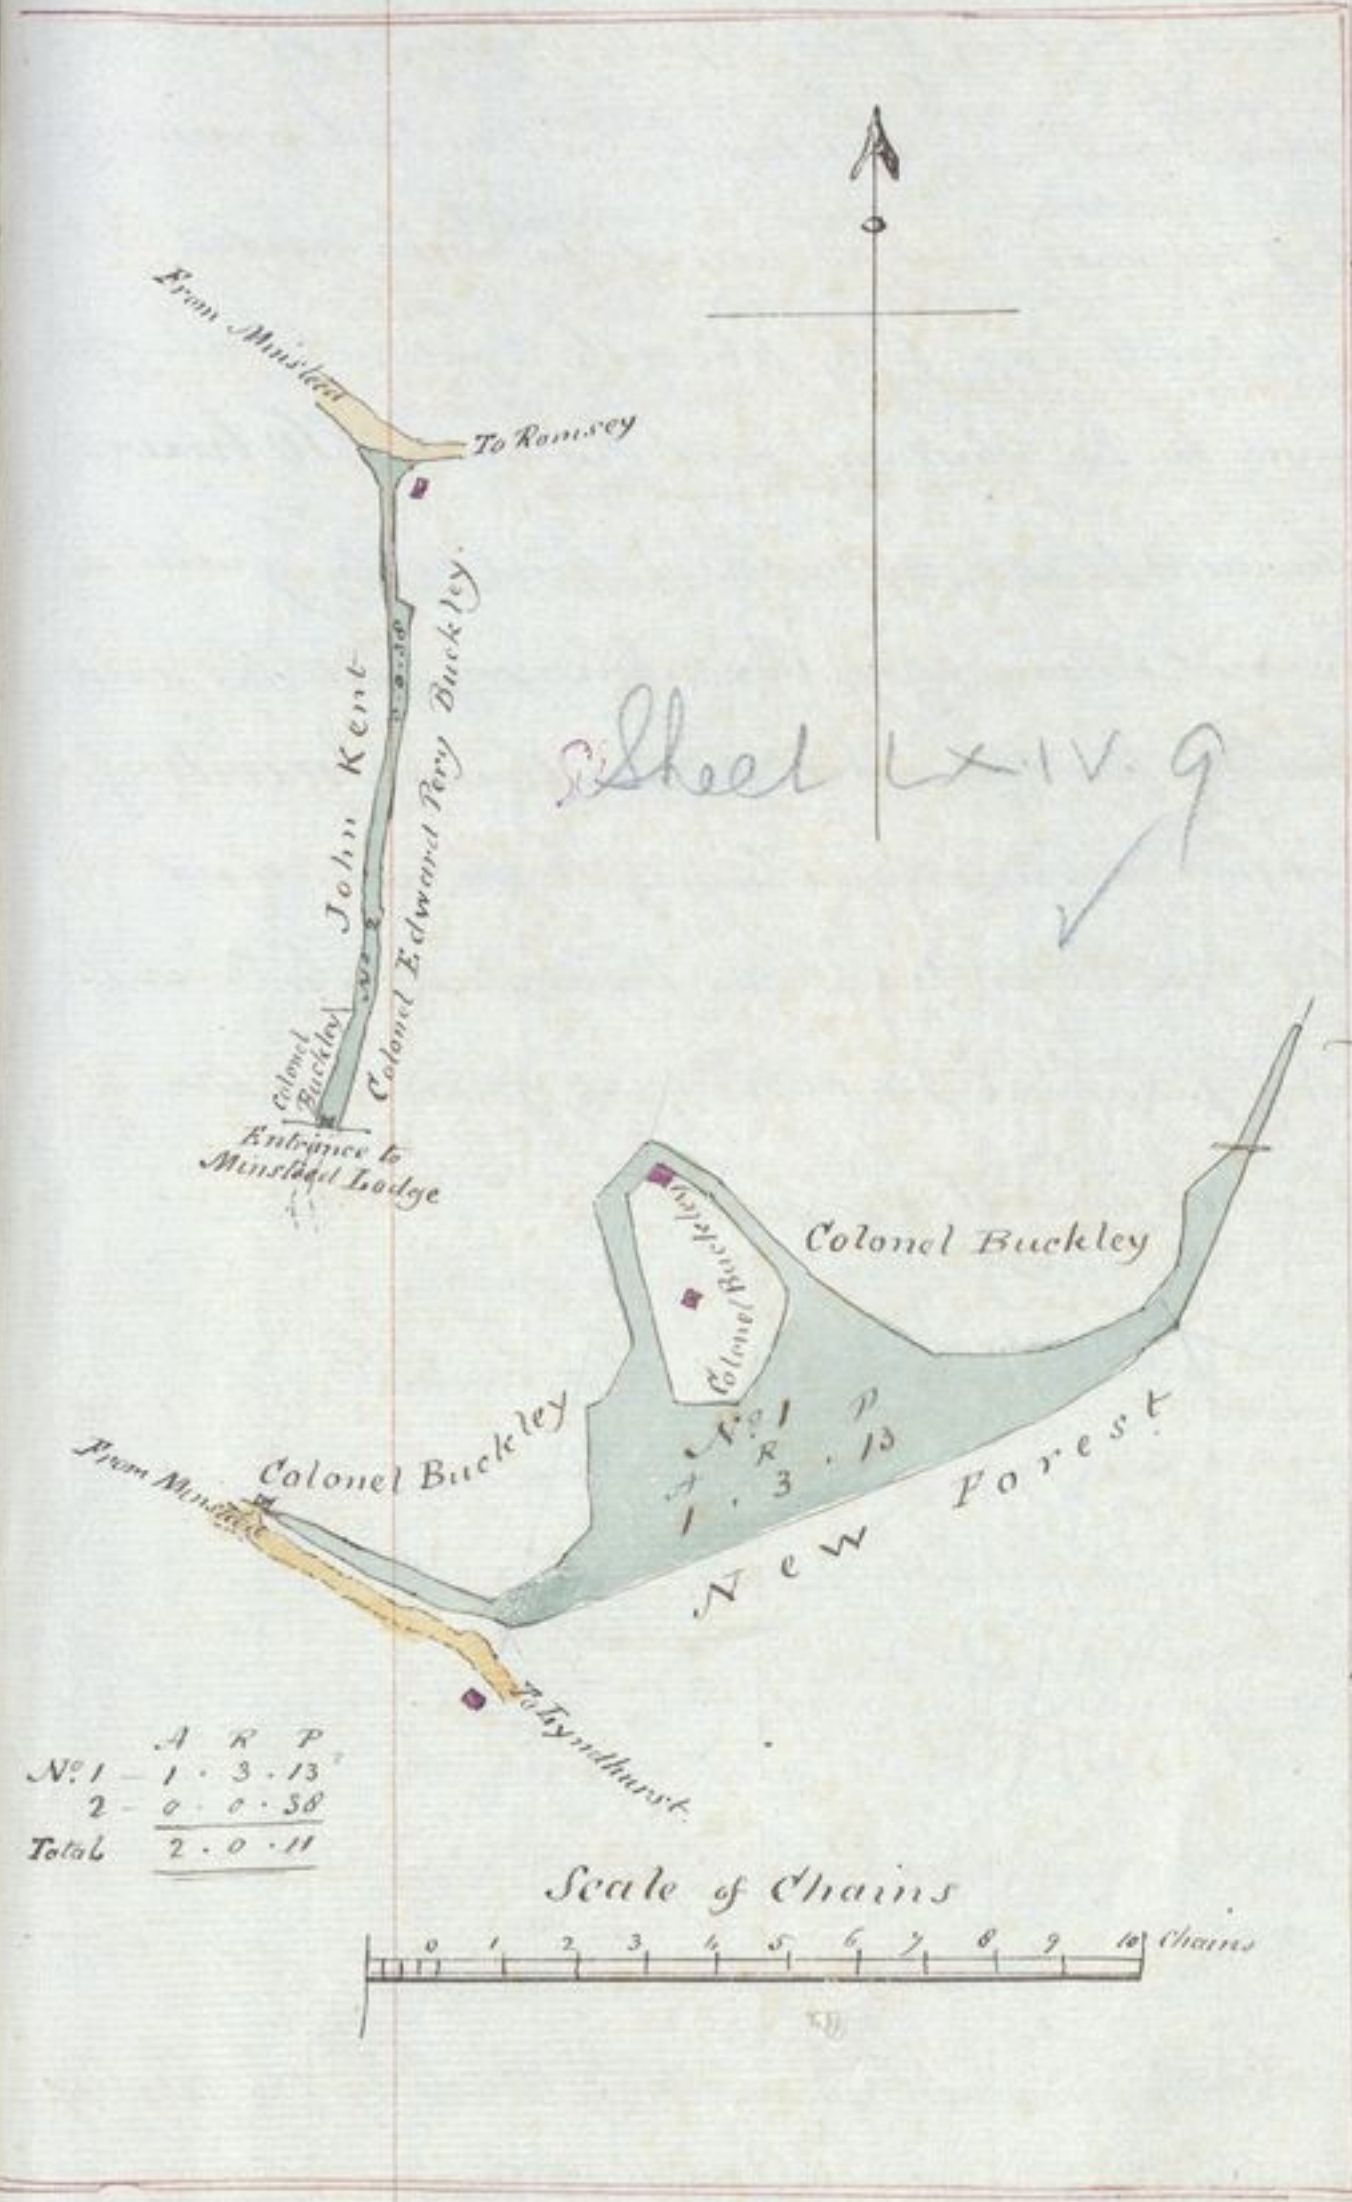 From Minstead
To Romsey
0.0.38
John Kent
Colonel Edward Pery Buckley.
No 2
Colonel
Buckley
Entrance to
Minstead Lodge
Sheet LX.IV. 9
Colonel Buckley
Colonel Buckley
Colonel Buckley
No. 1
A R P
1 . 3 . 13
New Forest
From Minstead
To Lyndhurst
A R P
No. 1 - 1 . 3 . 13
2 - 0 . 0 . 38
Total 2 . 0 . 11
Scale of Chains
0 1 2 3 4 5 6 7 8 9 10 Chains